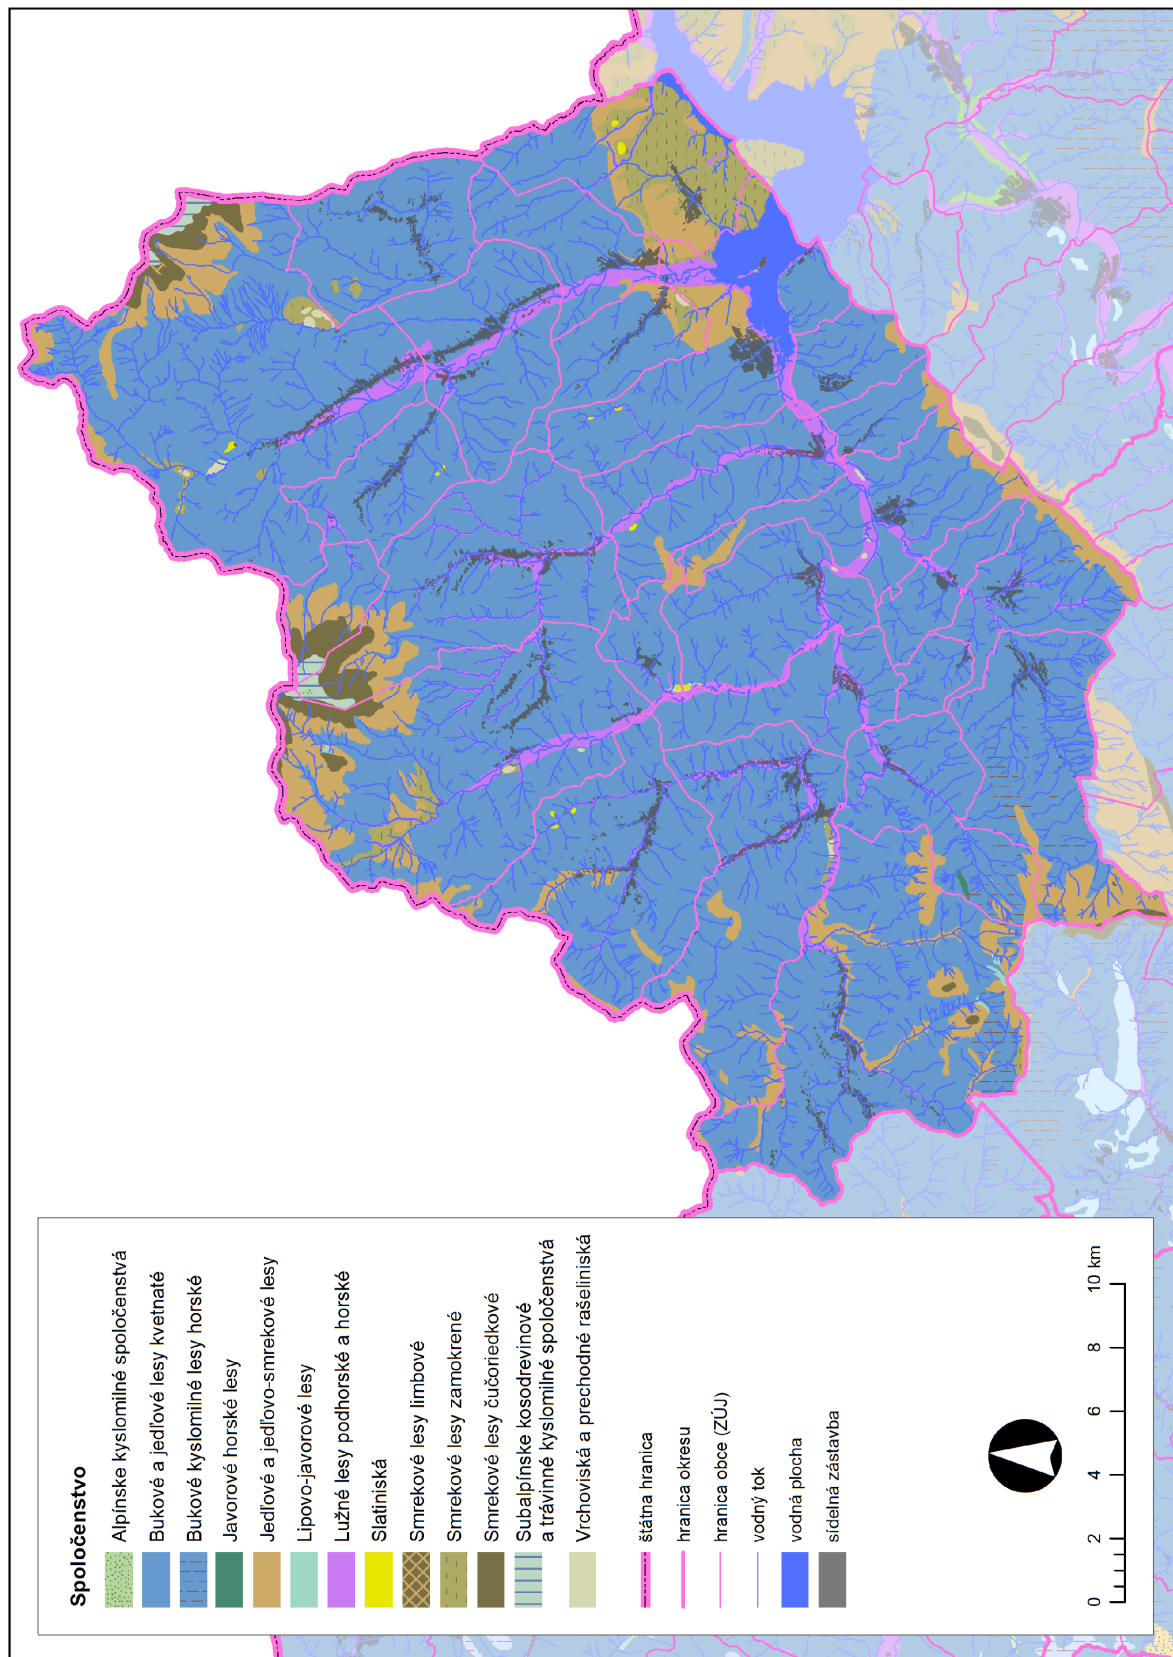 Spoločenstvo
Alpínske kyslomilné spoločenstvá
Bukové a jedľové lesy kvetnaté
Bukové kyslomilné lesy horské
Javorové horské lesy
Jedľové a jedľovo-smrekové lesy
Lipovo-javorové lesy
Lužné lesy podhorské a horské
Slatiniská
Smrekové lesy limbové
Smrekové lesy zamokrené
Smrekové lesy čučoriedkové
Subalpínske kosodrevinové
a trávinné kyslomilné spoločenstvá
Vrchoviská a prechodné rašeliniská
štátna hranica
hranica okresu
hranica obce (ZÚJ)
vodný tok
vodná plocha
sídelná zástavba
0 2 4 6 8 10 km